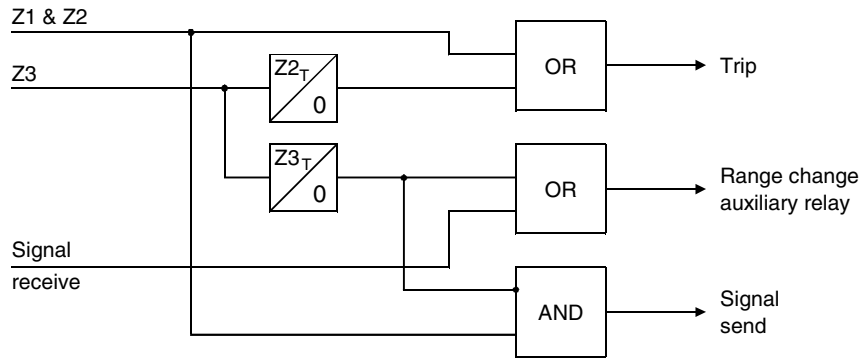 Z1 & Z2
Z3
Z2T
0
OR
Trip
Z3T
0
OR
Range change
auxiliary relay
Signal
receive
AND
Signal
send